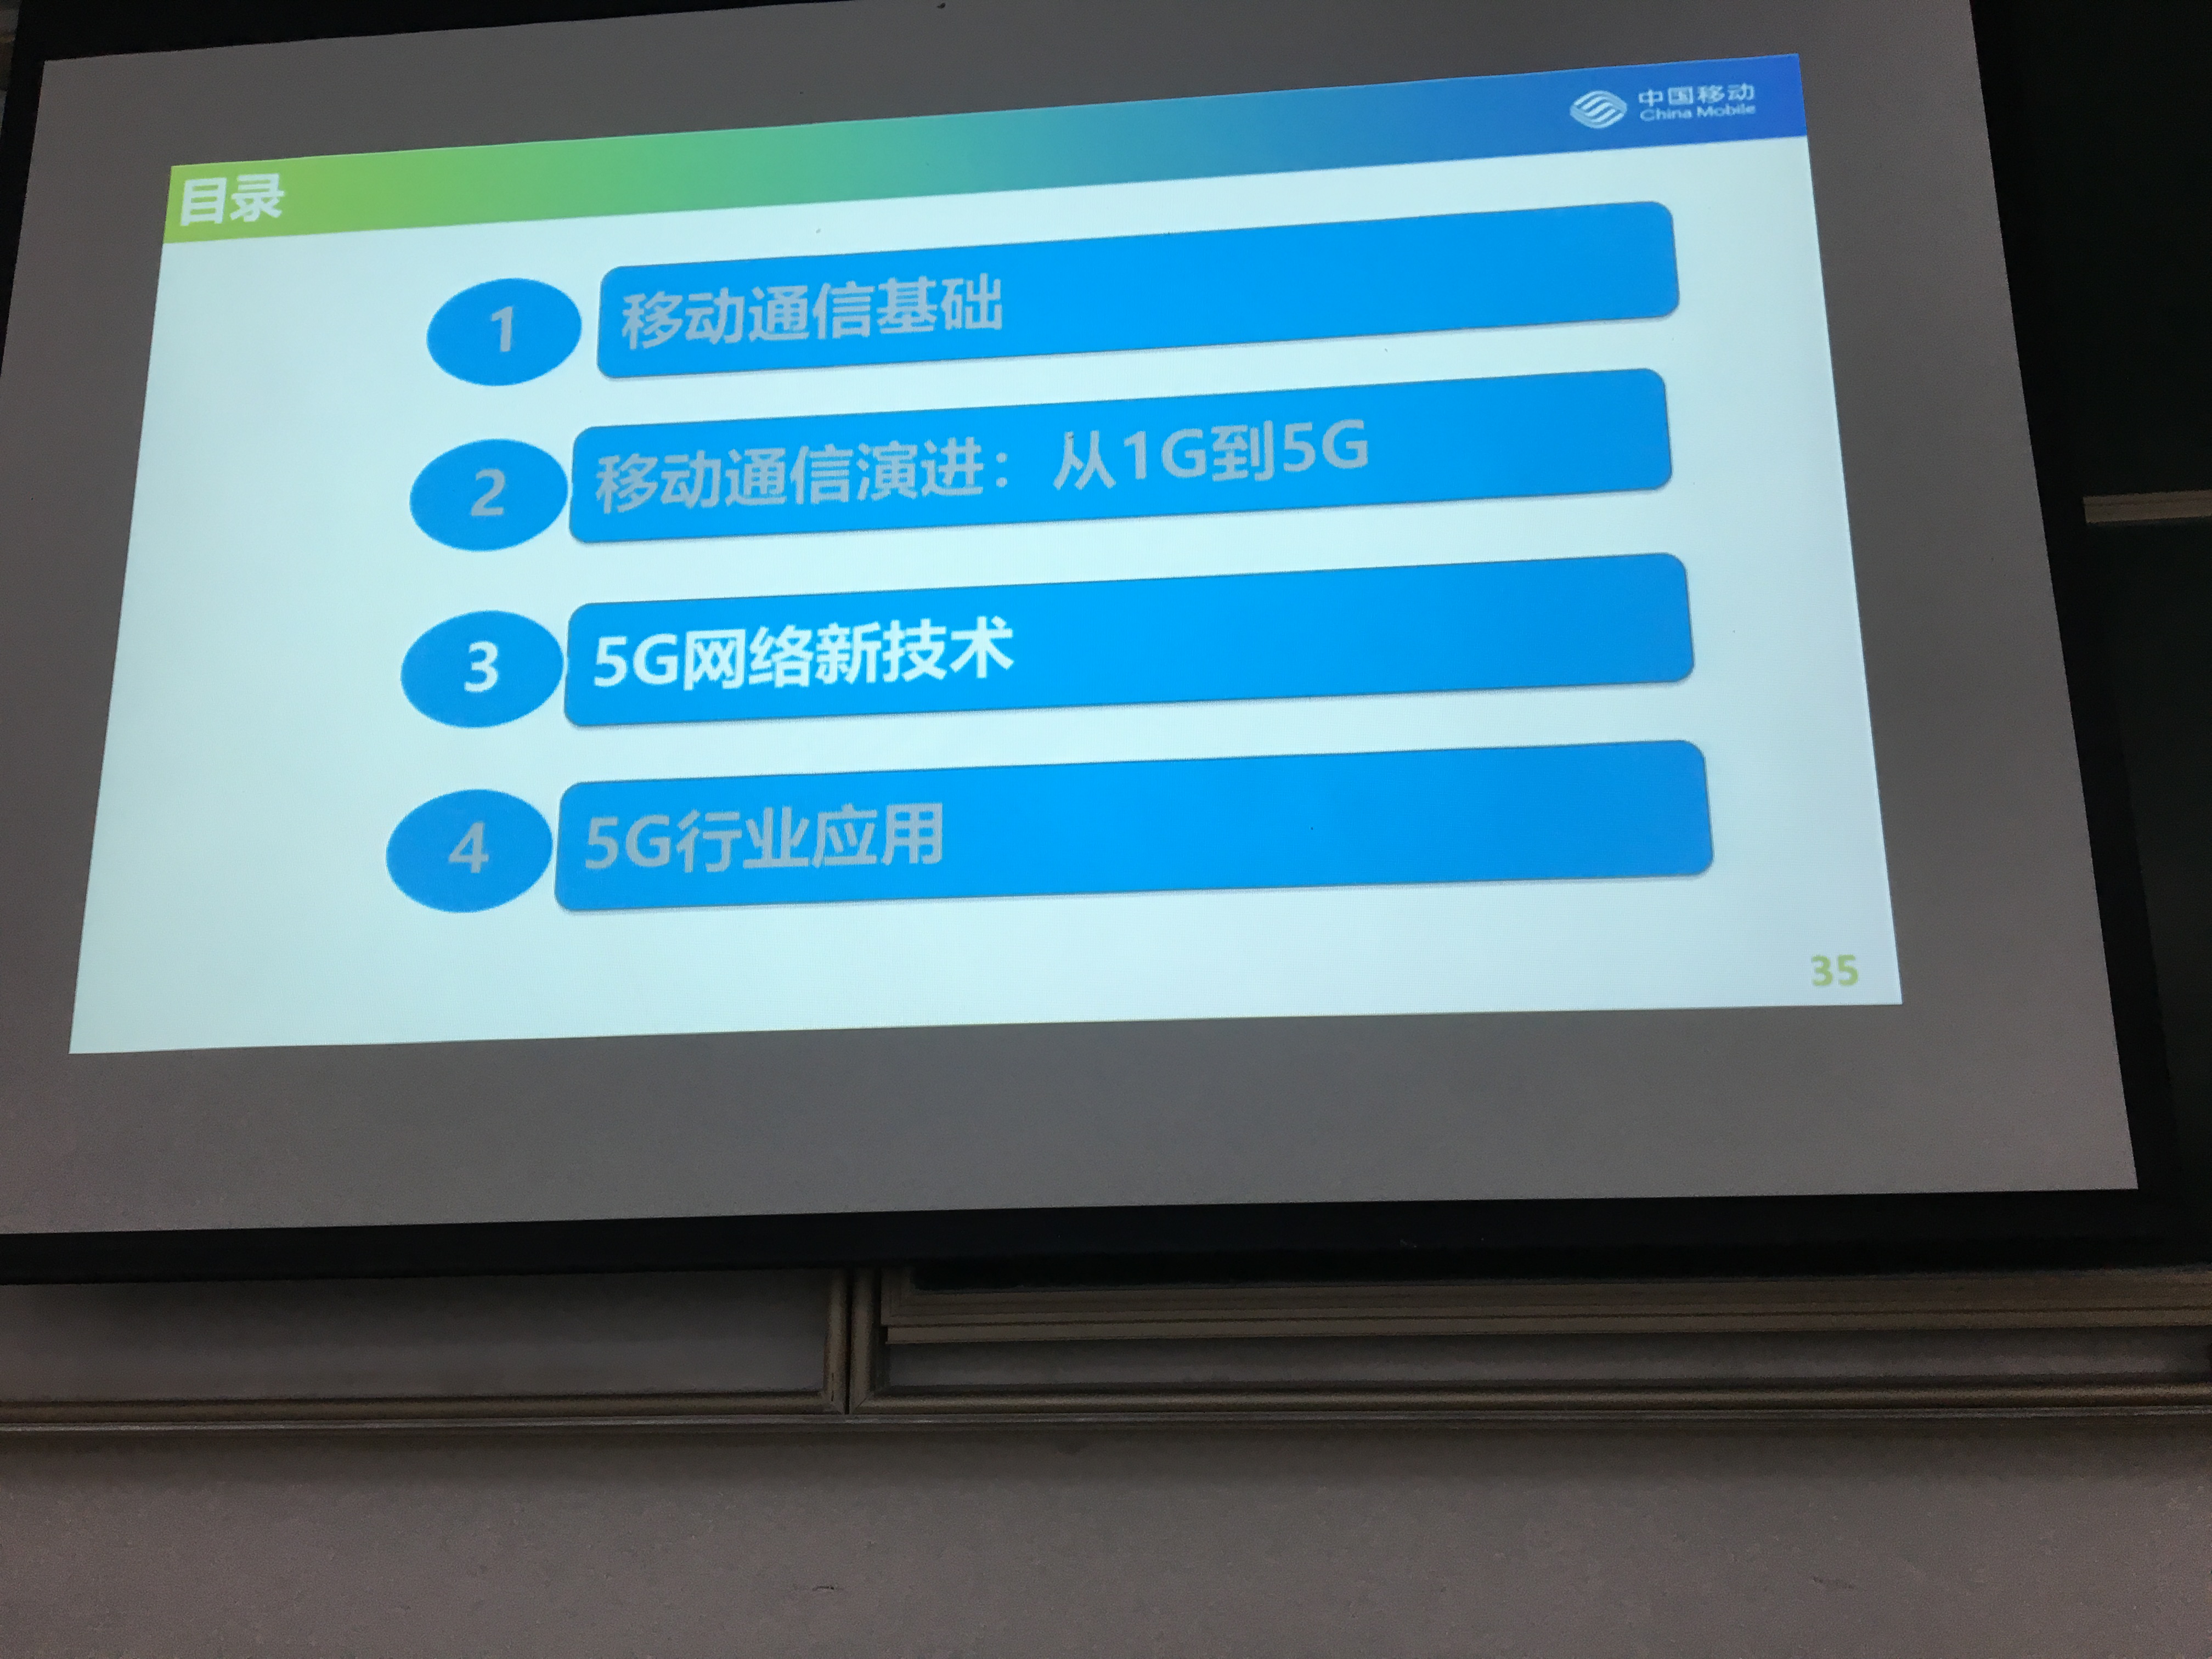 中国移动
China Mobile
目录
1 移动通信基础
2 移动通信演进：从1G到5G
3 5G网络新技术
4 5G行业应用
35